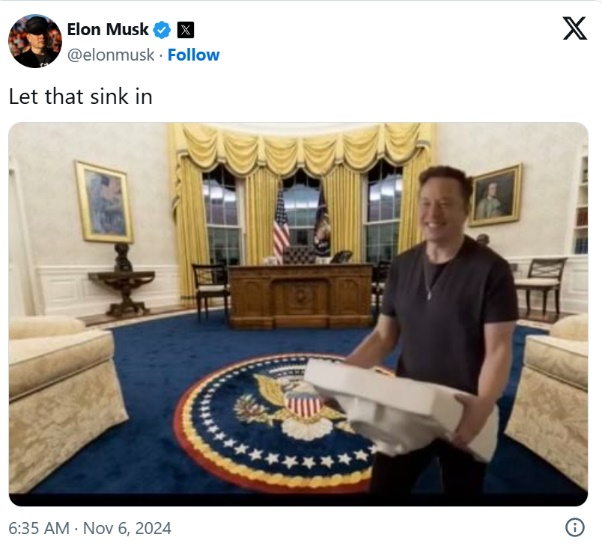 Elon Musk
@elonmusk · Follow
Let that sink in
6:35 AM · Nov 6, 2024